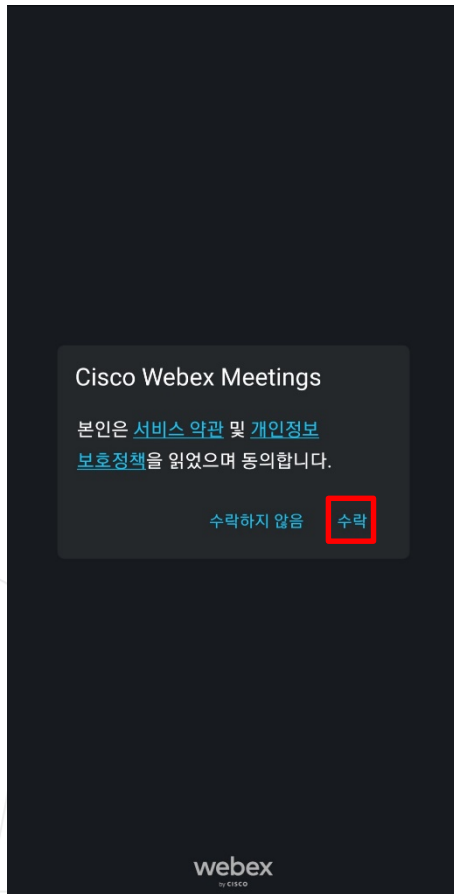 Cisco Webex Meetings
본인은 서비스 약관 및 개인정보
보호정책을 읽었으며 동의합니다.
수락하지 않음 수락
webex
by CISCO